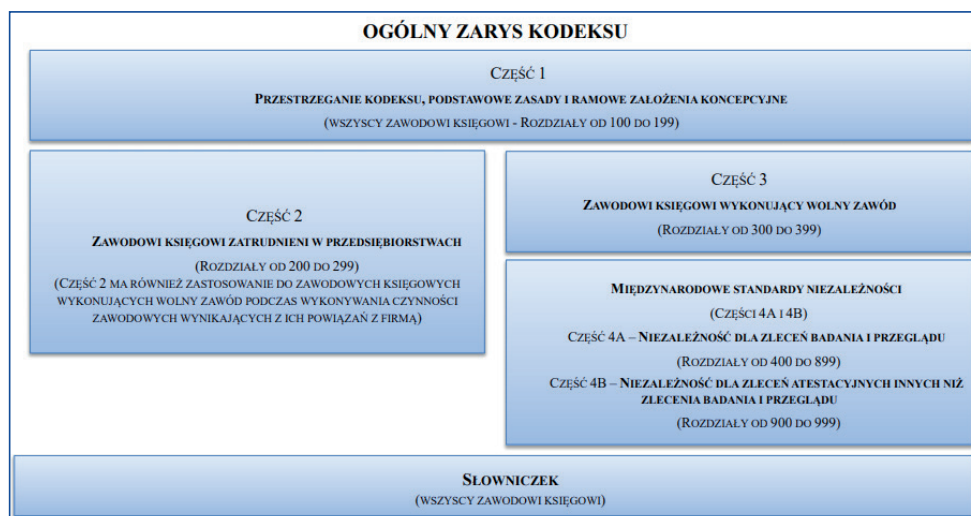 OGÓLNY ZARYS KODEKSU
CZĘŚĆ 1
PRZESTRZEGANIE KODEKSU, PODSTAWOWE ZASADY I RAMOWE ZAŁOŻENIA KONCEPCYJNE
(WSZYSCY ZAWODOWI KSIĘGOWI - ROZDZIAŁY OD 100 DO 199)
CZĘŚĆ 2
ZAWODOWI KSIĘGOWI ZATRUDNIENI W PRZEDSIĘBIORSTWACH
(ROZDZIAŁY OD 200 DO 299)
(CZĘŚĆ 2 MA RÓWNIEŻ ZASTOSOWANIE DO ZAWODOWYCH KSIĘGOWYCH
WYKONUJĄCYCH WOLNY ZAWÓD PODCZAS WYKONYWANIA CZYNNOŚCI
ZAWODOWYCH WYNIKAJĄCYCH Z ICH POWIĄZAŃ Z FIRMĄ)
CZĘŚĆ 3
ZAWODOWI KSIĘGOWI WYKONUJĄCY WOLNY ZAWÓD
(ROZDZIAŁY OD 300 DO 399)
MIĘDZYNARODOWE STANDARDY NIEZALEŻNOŚCI
(CZĘŚCI 4A I 4B)
CZĘŚĆ 4A – NIEZALEŻNOŚĆ DLA ZLECEŃ BADANIA I PRZEGLĄDU
(ROZDZIAŁY OD 400 DO 899)
CZĘŚĆ 4B – NIEZALEŻNOŚĆ DLA ZLECEŃ ATESTACYJNYCH INNYCH NIŻ
ZLECENIA BADANIA I PRZEGLĄDU
(ROZDZIAŁY OD 900 DO 999)
SŁOWNICZEK
(WSZYSCY ZAWODOWI KSIĘGOWI)